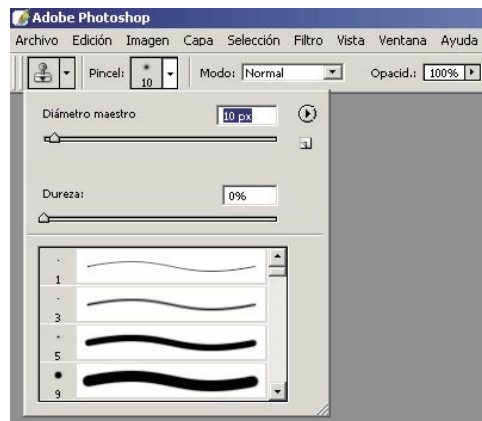 Adobe Photoshop
Archivo Edición Imagen Capa Selección Filtro Vista Ventana Ayuda
Pincel: 10 Modo: Normal Opacid.: 100%
Diámetro maestro 10 px
Dureza: 0%
1
3
5
9